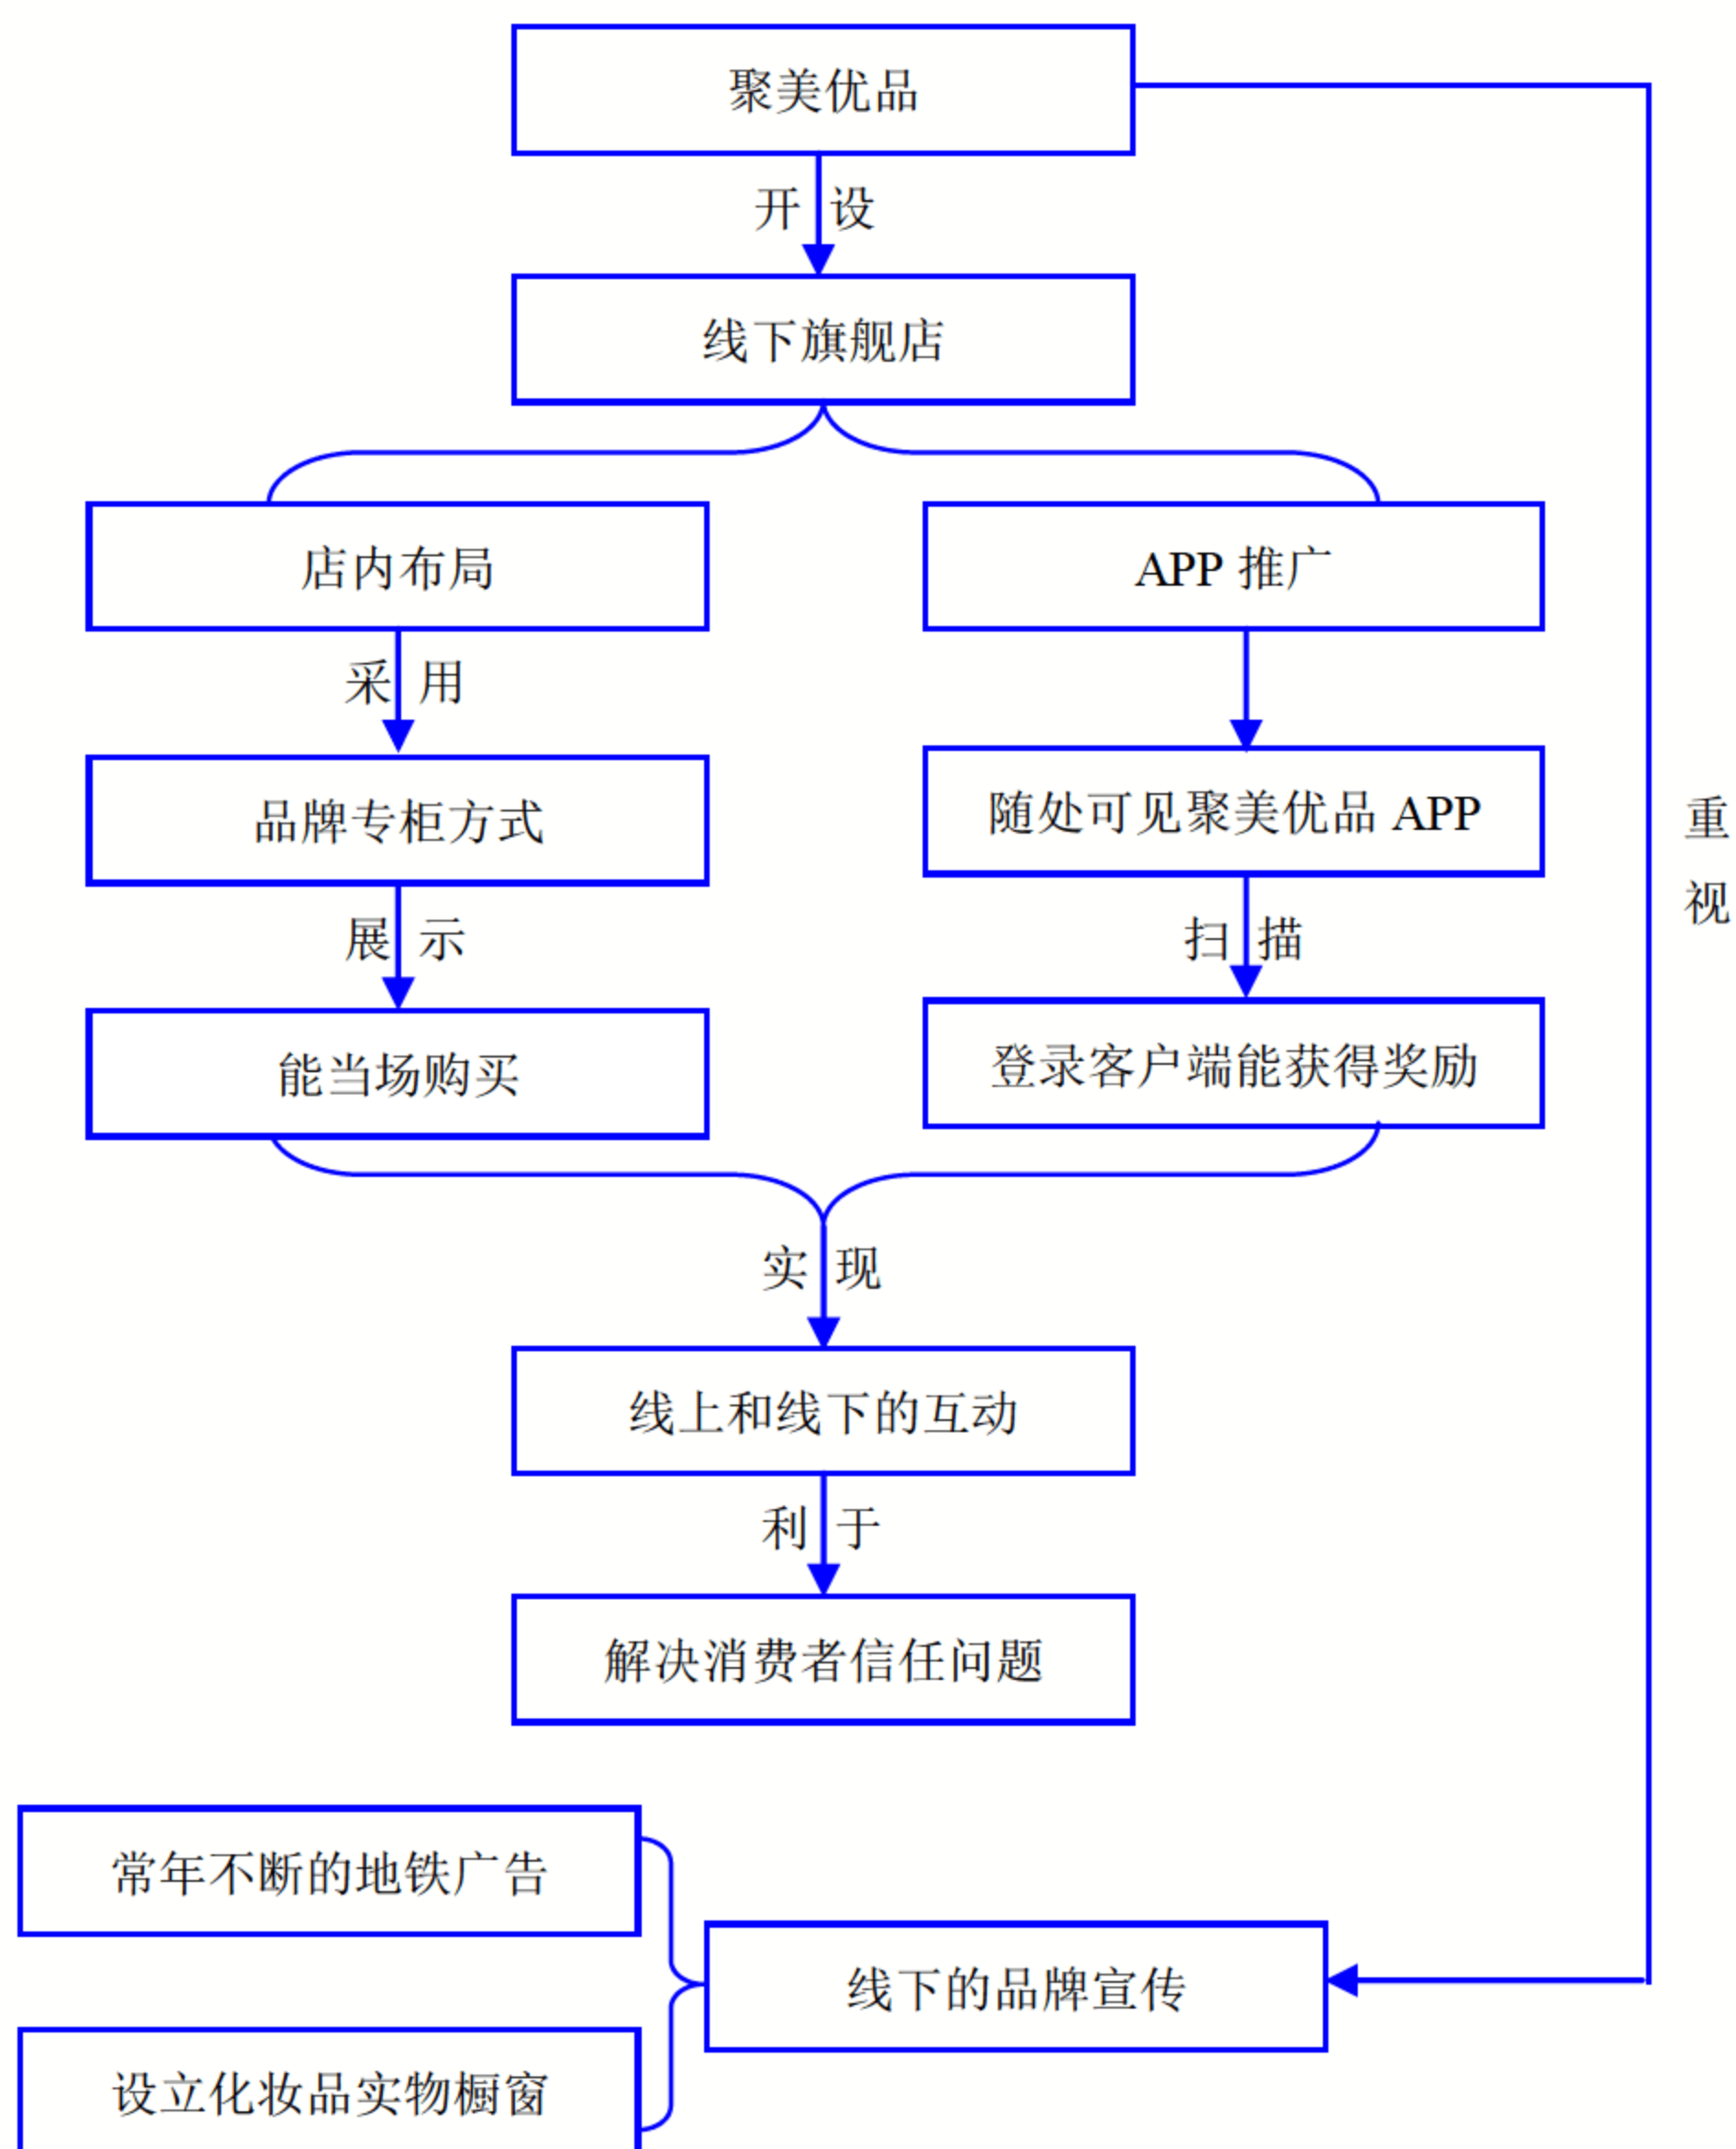 聚美优品
开设
线下旗舰店
店内布局
APP 推广
采用
品牌专柜方式
随处可见聚美优品 APP
重视
展示
扫描
能当场购买
登录客户端能获得奖励
实现
线上和线下的互动
利于
解决消费者信任问题
常年不断的地铁广告
线下的品牌宣传
设立化妆品实物橱窗